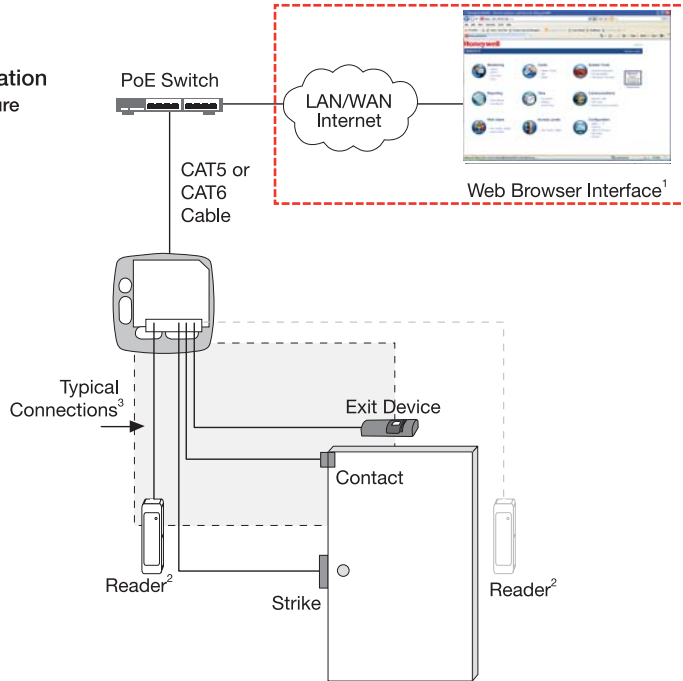 ation
ure
PoE Switch
LAN/WAN
Internet
Honeywell
Web Browser Interface¹
CAT5 or
CAT6
Cable
Typical
Connections³
Exit Device
Contact
Reader²
Strike
Reader²